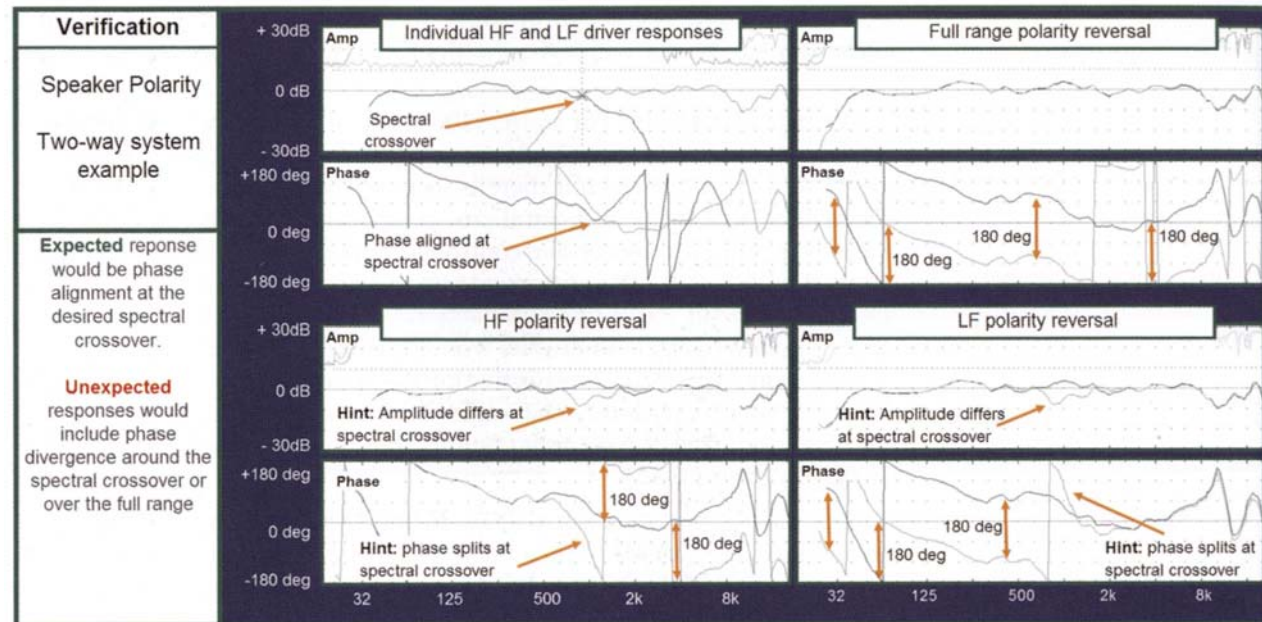 Verification
Speaker Polarity
Two-way system
example
Expected reponse
would be phase
alignment at the
desired spectral
crossover.
Unexpected
responses would
include phase
divergence around the
spectral crossover or
over the full range
+ 30dB
0 dB
- 30dB
+180 deg
0 deg
-180 deg
+ 30dB
0 dB
- 30dB
+180 deg
0 deg
-180 deg
Individual HF and LF driver responses
Amp
Spectral
crossover
Phase
Phase aligned at
spectral crossover
Full range polarity reversal
Amp
Phase
180 deg
180 deg
180 deg
HF polarity reversal
Amp
Hint: Amplitude differs at
spectral crossover
Phase
180 deg
180 deg
Hint: phase splits at
spectral crossover
LF polarity reversal
Amp
Hint: Amplitude differs
at spectral crossover
Phase
180 deg
180 deg
Hint: phase splits at
spectral crossover
32 125 500 2k 8k
32 125 500 2k 8k